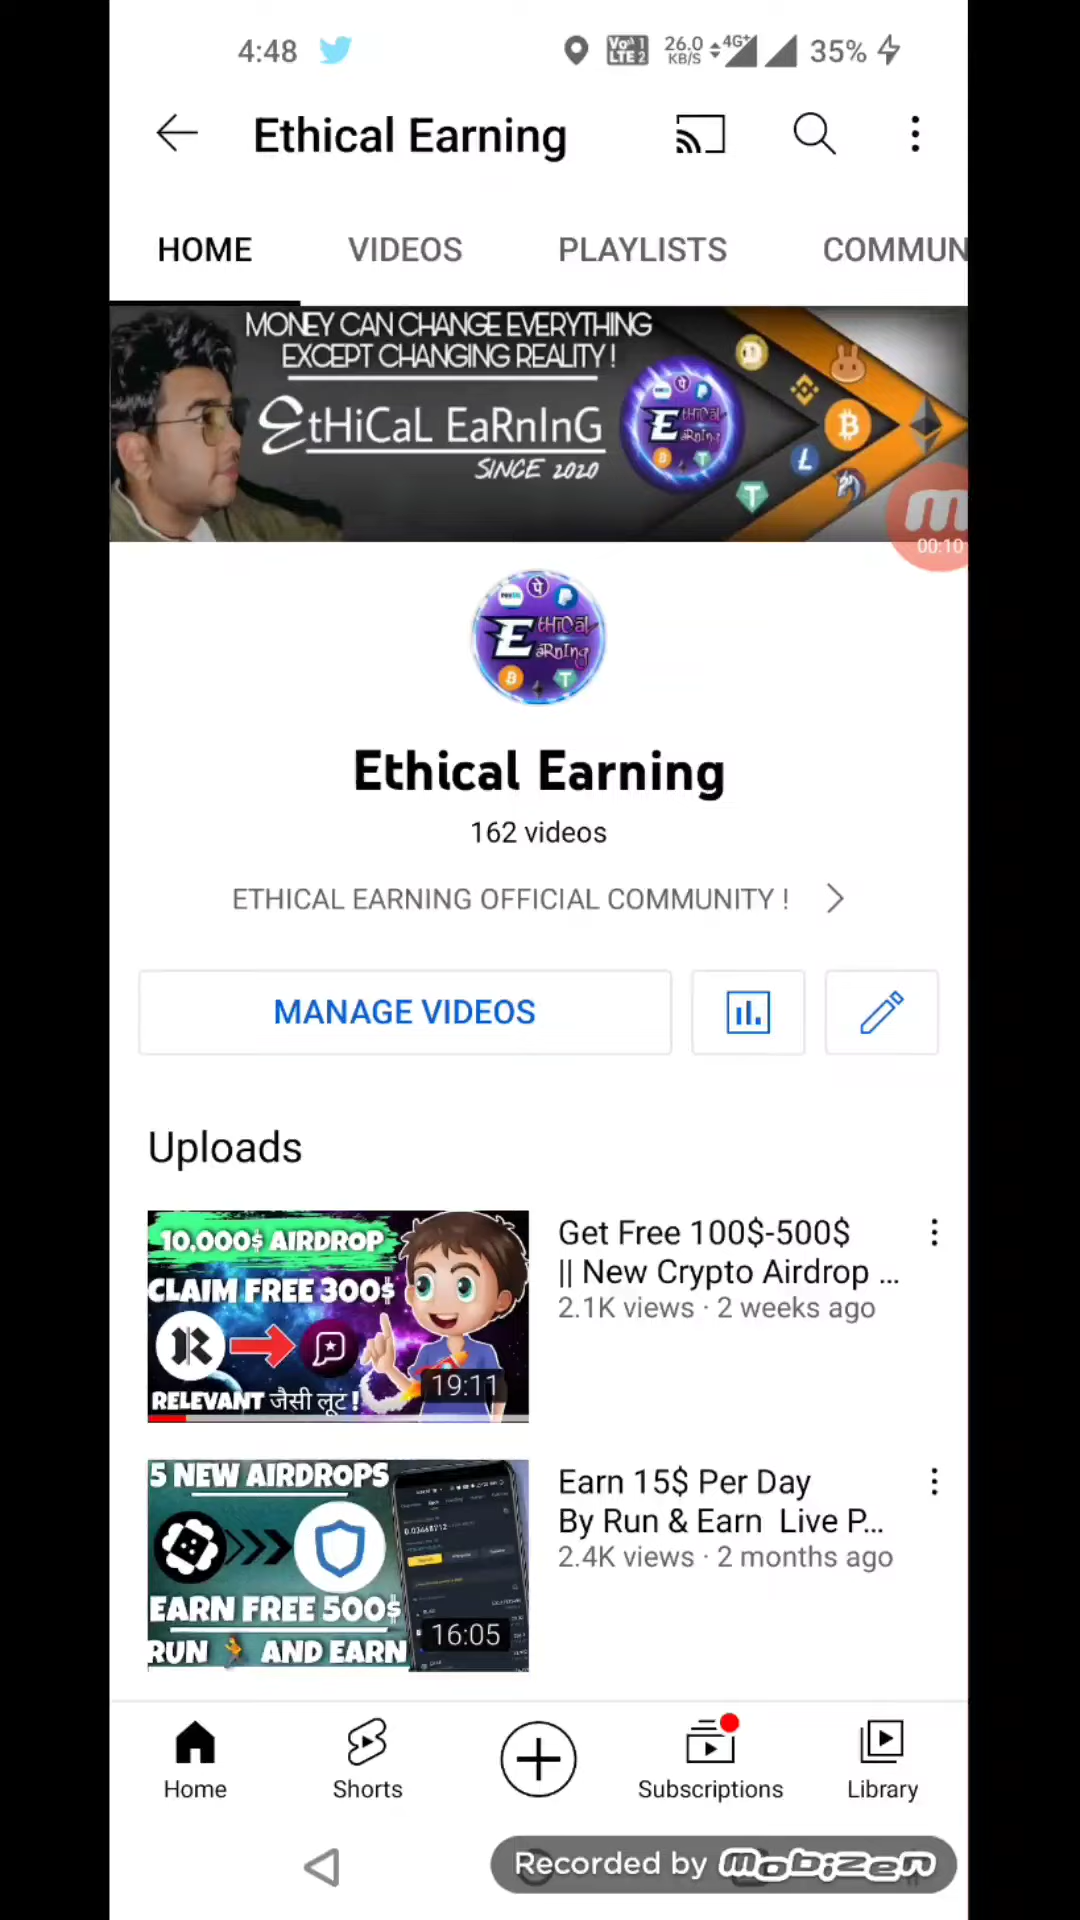 4:48
Vo 1
LTE 2
26.0
KB/S
4G+
35%
Ethical Earning
HOME
VIDEOS
PLAYLISTS
COMMUN
MONEY CAN CHANGE EVERYTHING
EXCEPT CHANGING REALITY !
EtHiCaL EaRnInG
SINCE 2020
00:10
Ethical Earning
162 videos
ETHICAL EARNING OFFICIAL COMMUNITY !
MANAGE VIDEOS
Uploads
10,000$ AIRDROP
CLAIM FREE 300$
RELEVANT जैसी लूट !
19:11
Get Free 100$-500$
|| New Crypto Airdrop ...
2.1K views · 2 weeks ago
5 NEW AIRDROPS
EARN FREE 500$
RUN AND EARN
16:05
Earn 15$ Per Day
By Run & Earn Live P...
2.4K views · 2 months ago
Home
Shorts
Subscriptions
Library
Recorded by mobizen